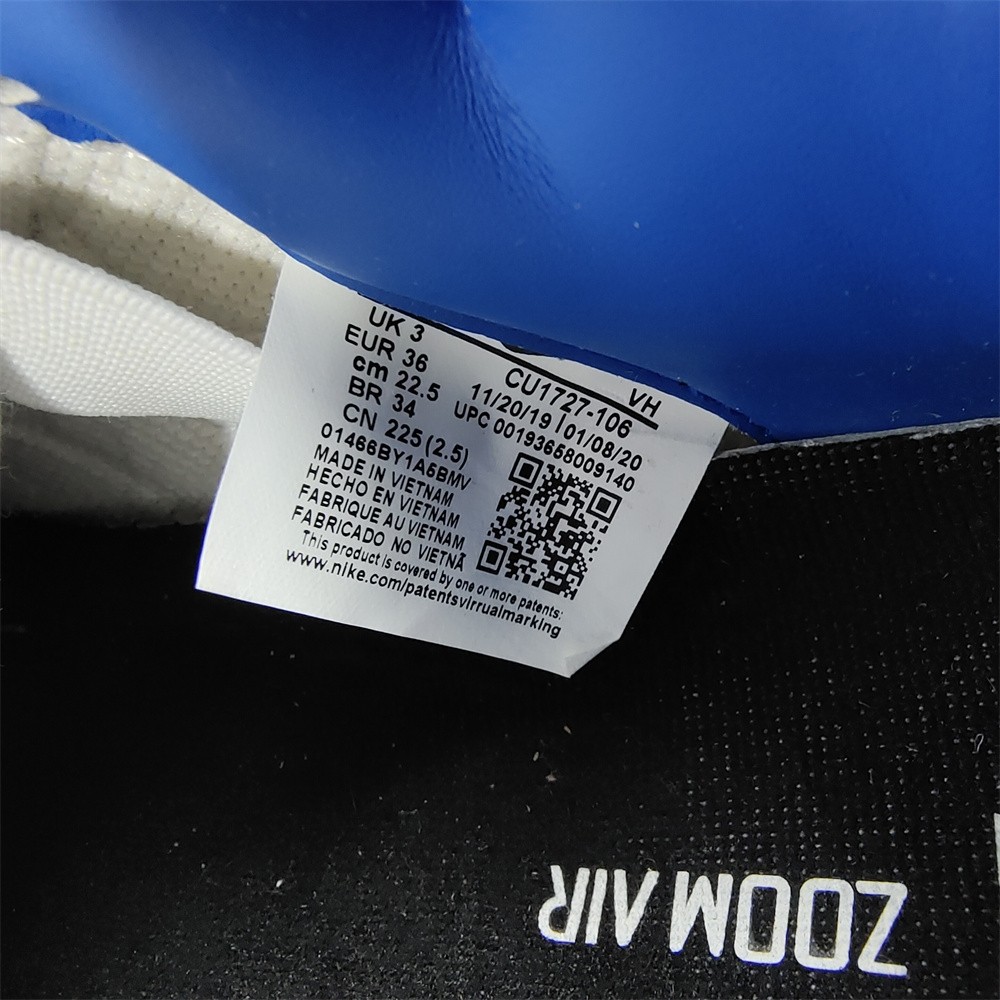 UK 3
EUR 36
cm 22.5
BR 34
CN 225 (2.5)
VH
CU1727-106
11/20/19 | 01/08/20
UPC 00193658009140
01466BY1A5BMV
MADE IN VIETNAM
HECHO EN VIETNAM
FABRIQUE AU VIETNAM
FABRICADO NO VIETNÃ
This product is covered by one or more patents:
www.nike.com/patentsvirrualmarking
ZOOM AIR